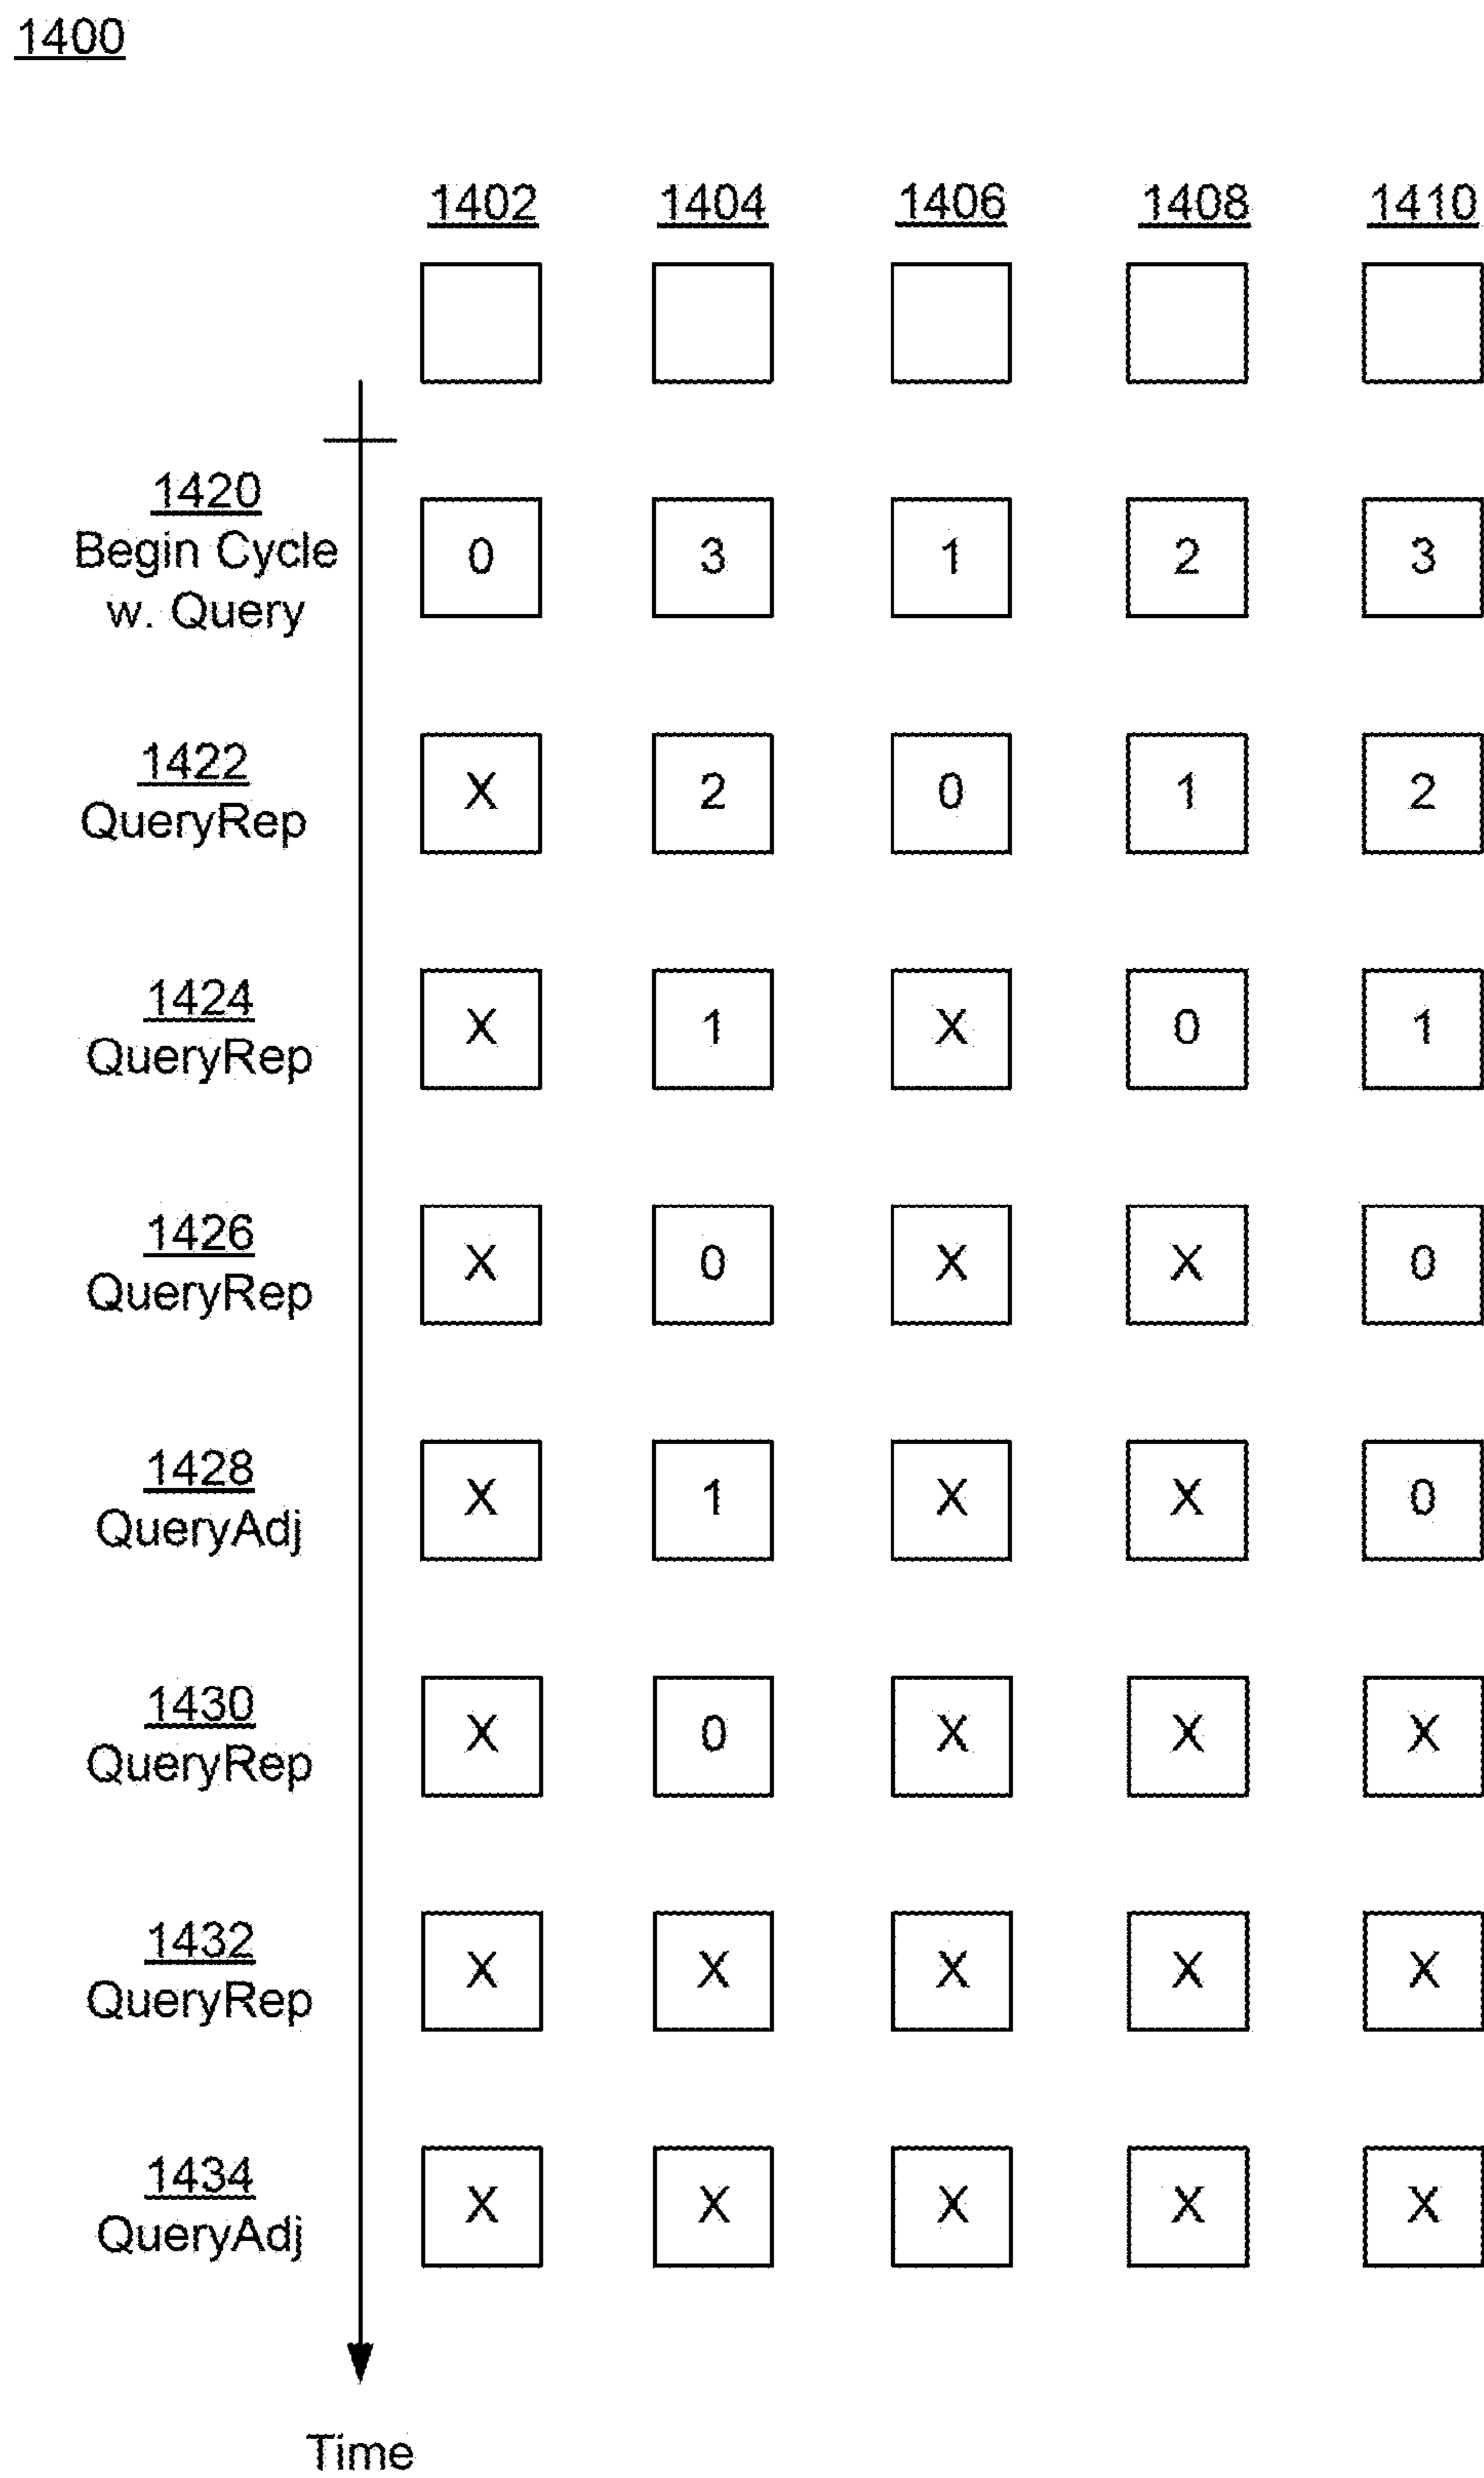 1400
1402 1404 1406 1408 1410
1420
Begin Cycle
w. Query
0 3 1 2 3
1422
QueryRep
X 2 0 1 2
1424
QueryRep
X 1 X 0 1
1426
QueryRep
X 0 X X 0
1428
QueryAdj
X 1 X X 0
1430
QueryRep
X 0 X X X
1432
QueryRep
X X X X X
1434
QueryAdj
X X X X X
Time